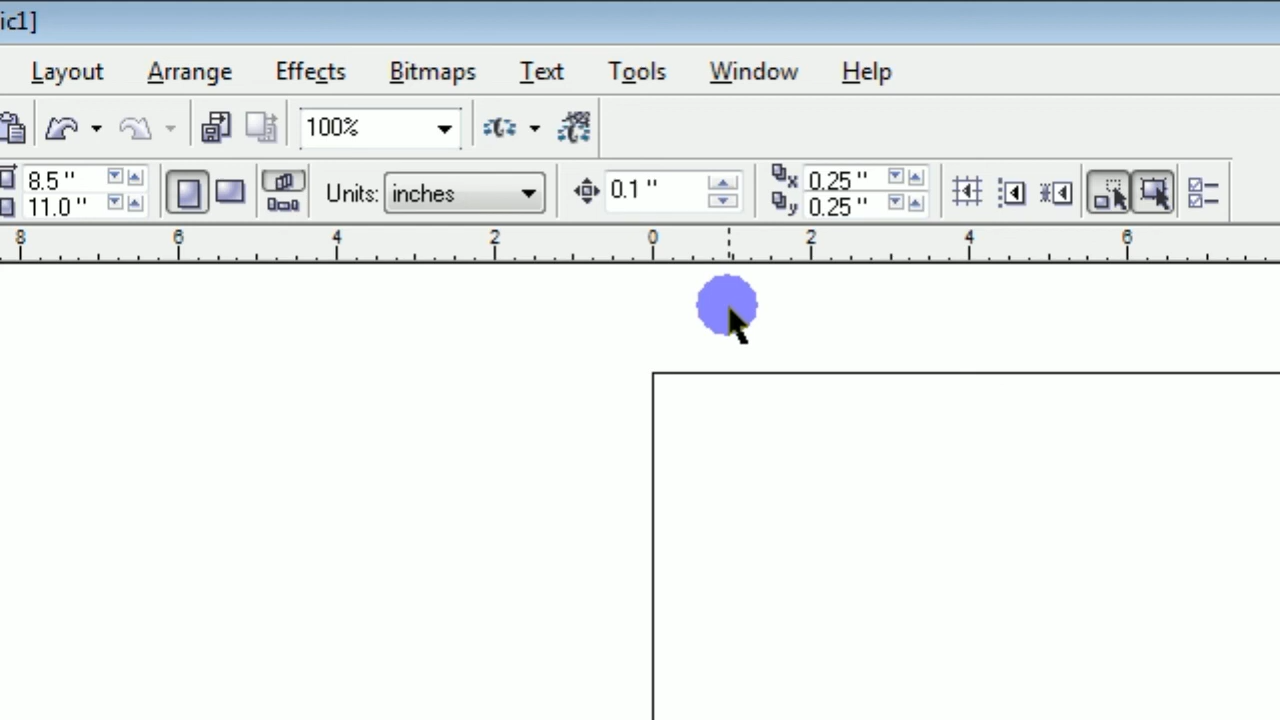 ic1]
Layout Arrange Effects Bitmaps Text Tools Window Help
100%
8.5 " Units: inches 0.1 " 0.25 "
11.0 " 0.25 "
8 6 4 2 0 2 4 6